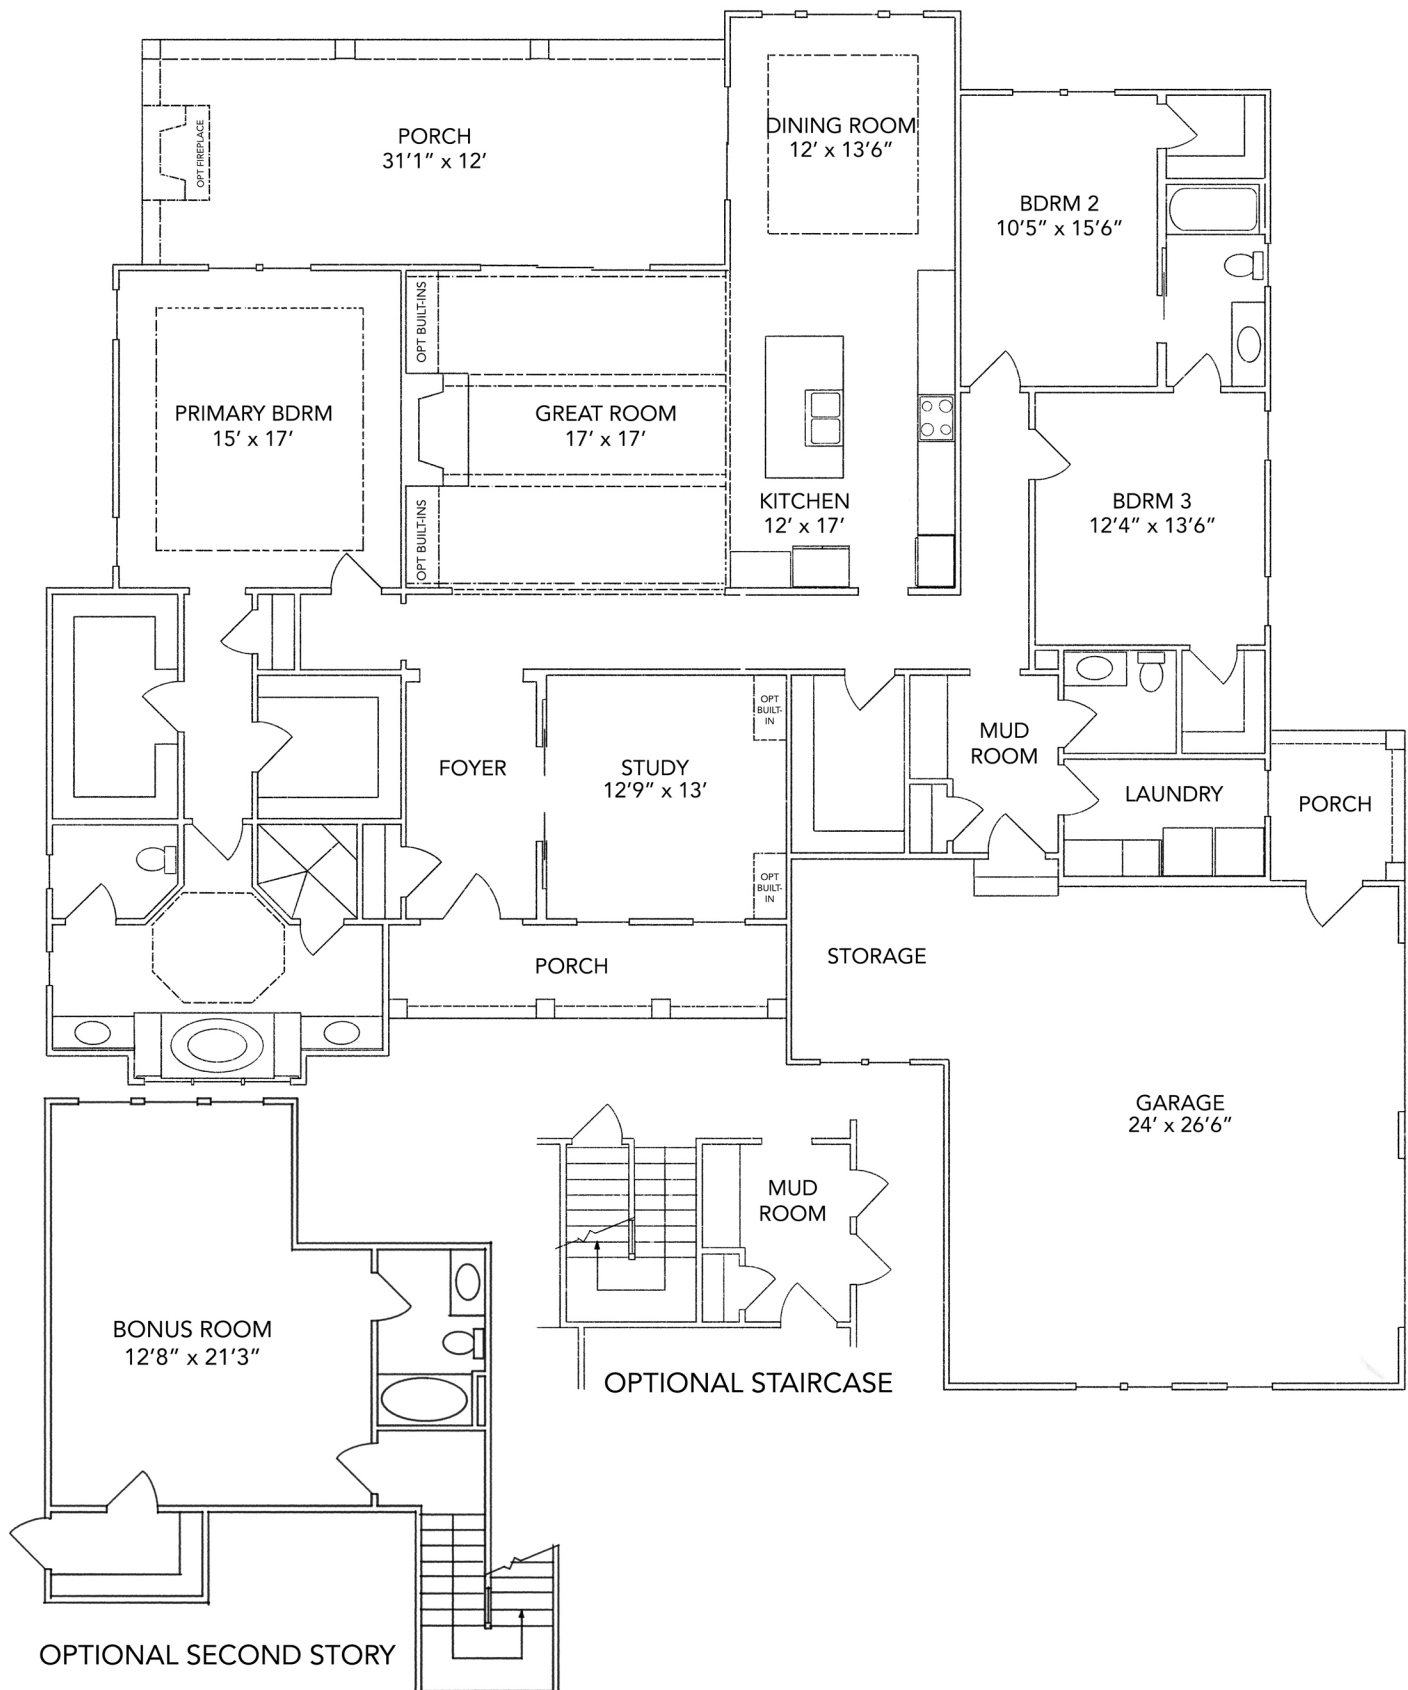 DINING ROOM
12’ x 13’6”
PORCH
31’1” x 12’
OPT FIREPLACE
BDRM 2
10’5” x 15’6”
OPT BUILT-INS
PRIMARY BDRM
15’ x 17’
GREAT ROOM
17’ x 17’
KITCHEN
12’ x 17’
OPT BUILT-INS
BDRM 3
12’4” x 13’6”
OPT
BUILT-
IN
FOYER
STUDY
12’9” x 13’
MUD
ROOM
LAUNDRY
PORCH
OPT
BUILT-
IN
PORCH
STORAGE
GARAGE
24’ x 26’6”
MUD
ROOM
OPTIONAL STAIRCASE
BONUS ROOM
12’8” x 21’3”
OPTIONAL SECOND STORY